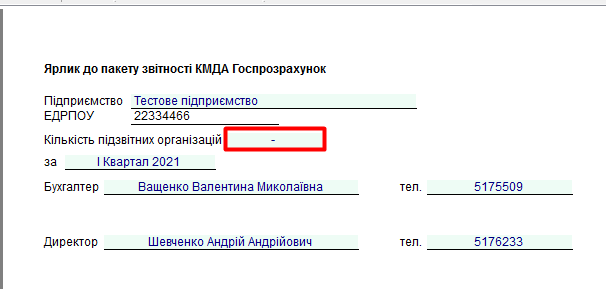 Ярлик до пакету звітності КМДА Госпрозрахунок
Підприємство Тестове підприємство
ЕДРПОУ 22334466
Кількість підзвітних організацій -
за І Квартал 2021
Бухгалтер Ващенко Валентина Миколаївна тел. 5175509
Директор Шевченко Андрій Андрійович тел. 5176233